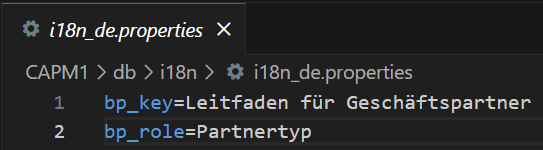 i18n_de.properties
CAPM1 > db > i18n > i18n_de.properties
1 bp_key=Leitfaden für Geschäftspartner
2 bp_role=Partnertyp